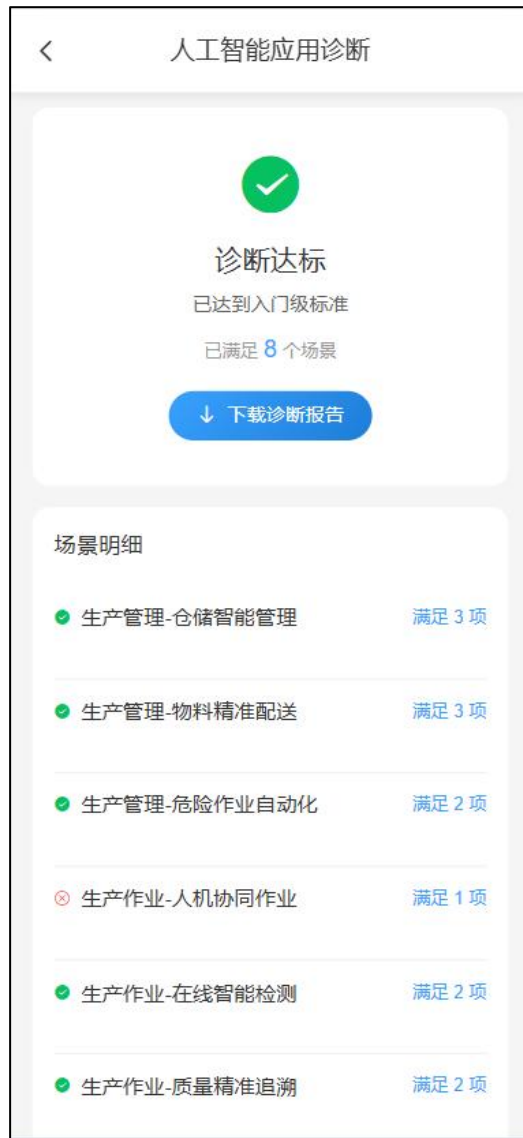 人工智能应用诊断
诊断达标
已达到入门级标准
已满足 8 个场景
下载诊断报告
场景明细
生产管理-仓储智能管理 满足 3 项
生产管理-物料精准配送 满足 3 项
生产管理-危险作业自动化 满足 2 项
生产作业-人机协同作业 满足 1 项
生产作业-在线智能检测 满足 2 项
生产作业-质量精准追溯 满足 2 项